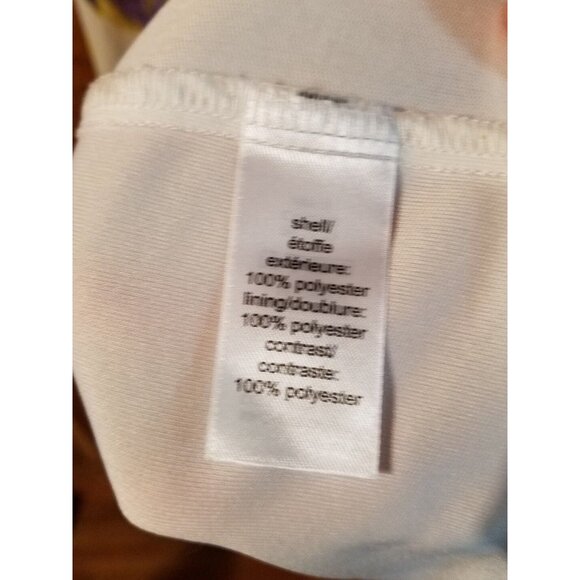 shell/
étoffe
extérieure:
100% polyester
lining/doublure:
100% polyester
contrast/
contraste:
100% polyester